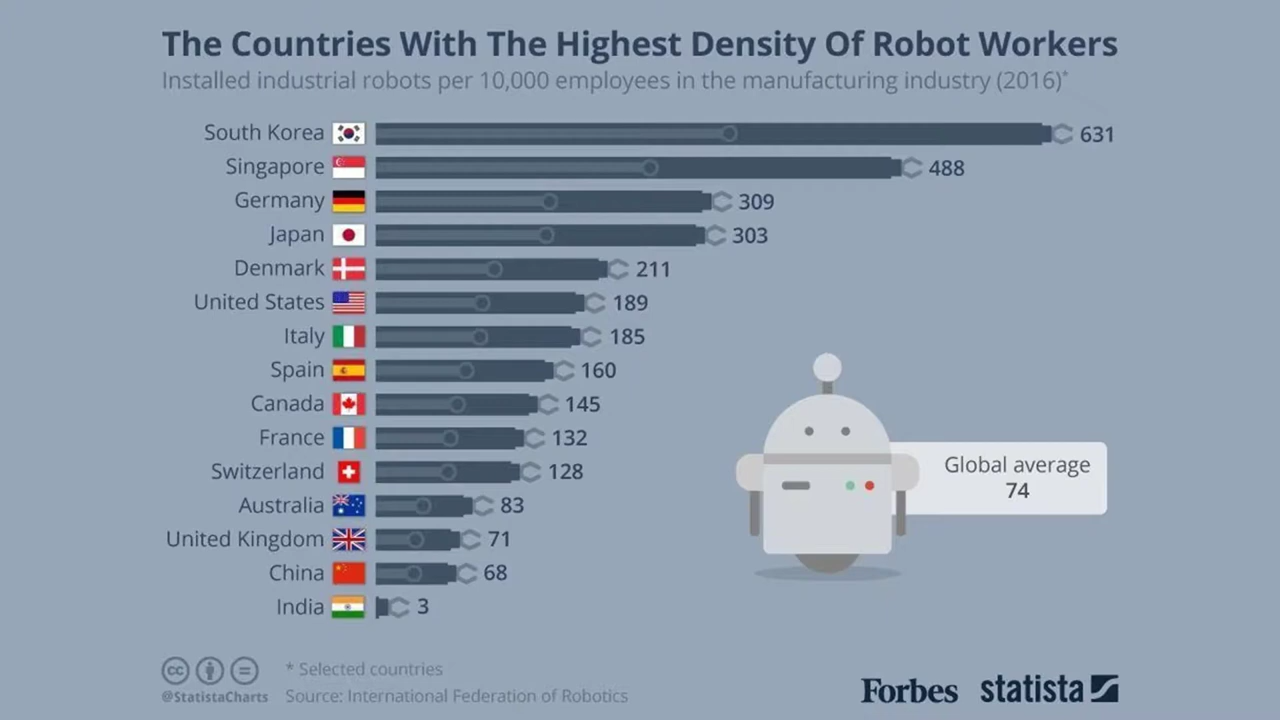 The Countries With The Highest Density Of Robot Workers
Installed industrial robots per 10,000 employees in the manufacturing industry (2016)*
South Korea 631
Singapore 488
Germany 309
Japan 303
Denmark 211
United States 189
Italy 185
Spain 160
Canada 145
France 132
Switzerland 128
Australia 83
United Kingdom 71
China 68
India 3
Global average
74
cc
* Selected countries
@StatistaCharts Source: International Federation of Robotics
Forbes statista